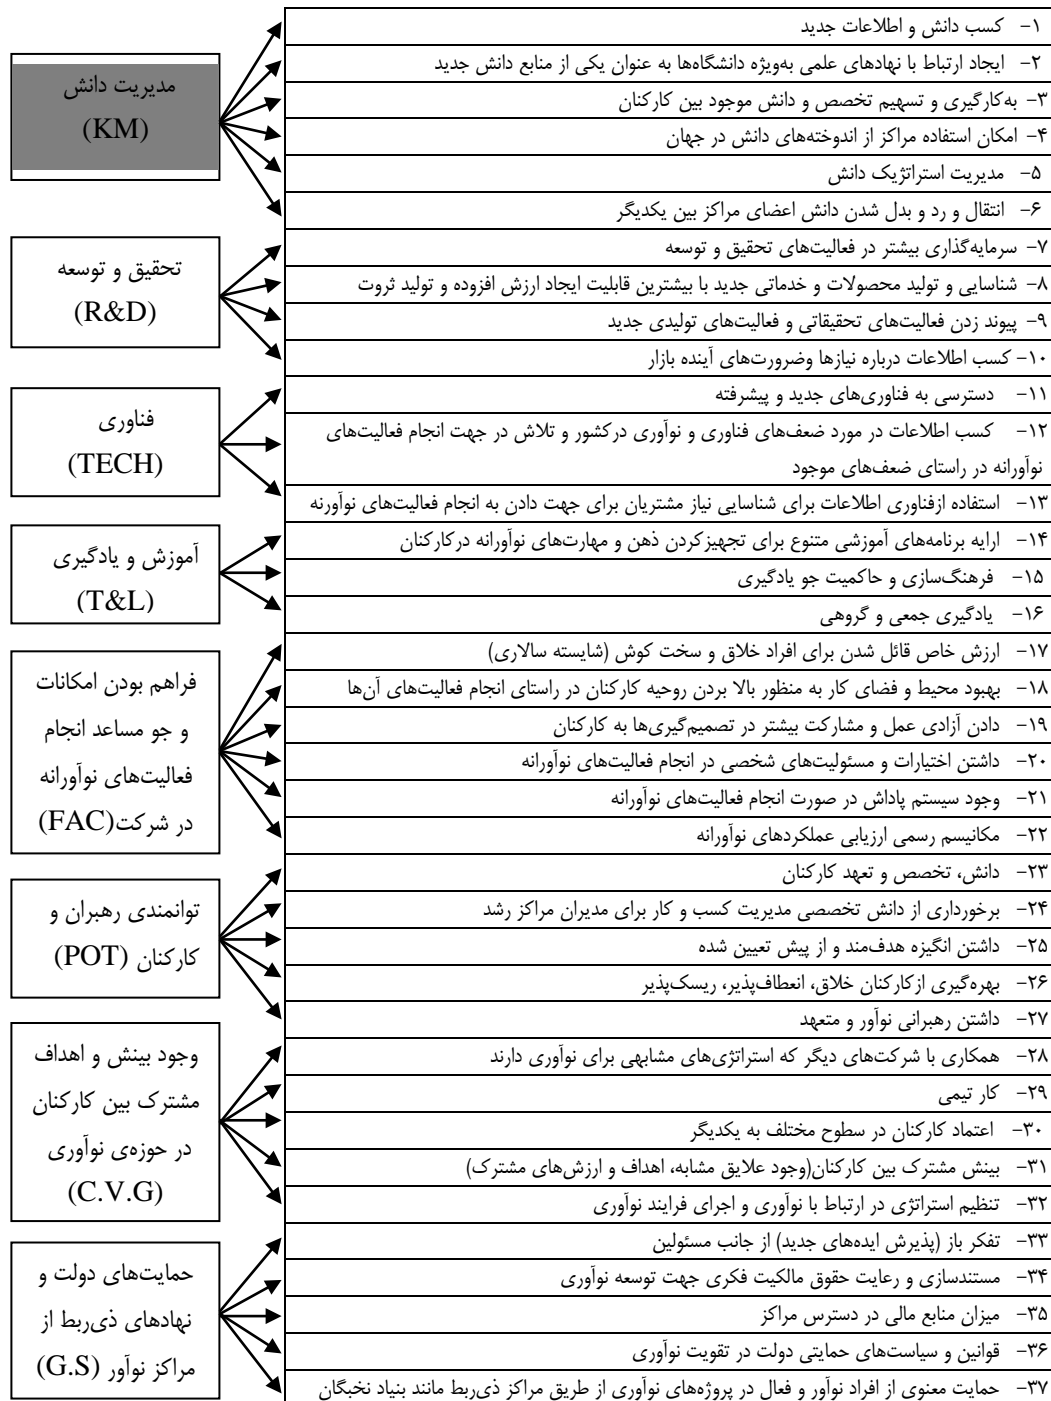 مدیریت دانش
(KM)
۱- کسب دانش و اطلاعات جدید
۲- ایجاد ارتباط با نهادهای علمی به‌ویژه دانشگاه‌ها به عنوان یکی از منابع دانش جدید
۳- به‌کارگیری و تسهیم تخصص و دانش موجود بین کارکنان
۴- امکان استفاده مراکز از اندوخته‌های دانش در جهان
۵- مدیریت استراتژیک دانش
۶- انتقال و رد و بدل شدن دانش اعضای مراکز بین یکدیگر
تحقیق و توسعه
(R&D)
۷- سرمایه‌گذاری بیشتر در فعالیت‌های تحقیق و توسعه
۸- شناسایی و تولید محصولات و خدماتی جدید با بیشترین قابلیت ایجاد ارزش افزوده و تولید ثروت
۹- پیوند زدن فعالیت‌های تحقیقاتی و فعالیت‌های تولیدی جدید
۱۰- کسب اطلاعات درباره نیازها وضرورت‌های آینده بازار
فناوری
(TECH)
۱۱- دسترسی به فناوری‌های جدید و پیشرفته
۱۲- کسب اطلاعات در مورد ضعف‌های فناوری و نوآوری درکشور و تلاش در جهت انجام فعالیت‌های
نوآورانه در راستای ضعف‌های موجود
۱۳- استفاده ازفناوری اطلاعات برای شناسایی نیاز مشتریان برای جهت دادن به انجام فعالیت‌های نوآورنه
آموزش و یادگیری
(T&L)
۱۴- ارایه برنامه‌های آموزشی متنوع برای تجهیزکردن ذهن و مهارت‌های نوآورانه درکارکنان
۱۵- فرهنگ‌سازی و حاکمیت جو یادگیری
۱۶- یادگیری جمعی و گروهی
فراهم بودن امکانات
و جو مساعد انجام
فعالیت‌های نوآورانه
در شرکت(FAC)
۱۷- ارزش خاص قائل شدن برای افراد خلاق و سخت کوش (شایسته سالاری)
۱۸- بهبود محیط و فضای کار به منظور بالا بردن روحیه کارکنان در راستای انجام فعالیت‌های آن‌ها
۱۹- دادن آزادی عمل و مشارکت بیشتر در تصمیم‌گیری‌ها به کارکنان
۲۰- داشتن اختیارات و مسئولیت‌های شخصی در انجام فعالیت‌های نوآورانه
۲۱- وجود سیستم پاداش در صورت انجام فعالیت‌های نوآورانه
۲۲- مکانیسم رسمی ارزیابی عملکردهای نوآورانه
توانمندی رهبران و
کارکنان (POT)
۲۳- دانش، تخصص و تعهد کارکنان
۲۴- برخورداری از دانش تخصصی مدیریت کسب و کار برای مدیران مراکز رشد
۲۵- داشتن انگیزه هدف‌مند و از پیش تعیین شده
۲۶- بهره‌گیری ازکارکنان خلاق، انعطاف‌پذیر، ریسک‌پذیر
۲۷- داشتن رهبرانی نوآور و متعهد
وجود بینش و اهداف
مشترک بین کارکنان
در حوزه‌ی نوآوری
(C.V.G)
۲۸- همکاری با شرکت‌های دیگر که استراتژی‌های مشابهی برای نوآوری دارند
۲۹- کار تیمی
۳۰- اعتماد کارکنان در سطوح مختلف به یکدیگر
۳۱- بینش مشترک بین کارکنان(وجود علایق مشابه، اهداف و ارزش‌های مشترک)
۳۲- تنظیم استراتژی در ارتباط با نوآوری و اجرای فرایند نوآوری
حمایت‌های دولت و
نهادهای ذی‌ربط از
مراکز نوآور (G.S)
۳۳- تفکر باز (پذیرش ایده‌های جدید) از جانب مسئولین
۳۴- مستندسازی و رعایت حقوق مالکیت فکری جهت توسعه نوآوری
۳۵- میزان منابع مالی در دسترس مراکز
۳۶- قوانین و سیاست‌های حمایتی دولت در تقویت نوآوری
۳۷- حمایت معنوی از افراد نوآور و فعال در پروژه‌های نوآوری از طریق مراکز ذی‌ربط مانند بنیاد نخبگان